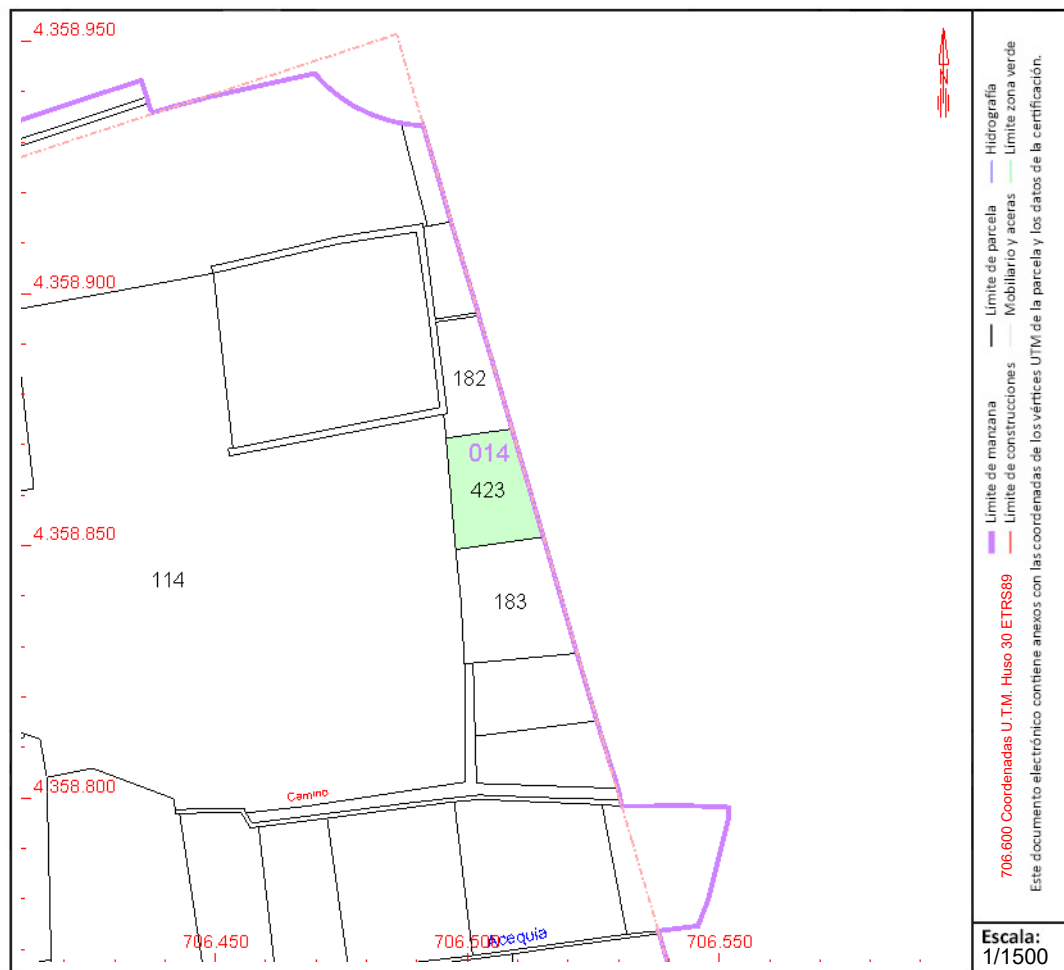 4.358.950
4.358.900
182
014
423
4.358.850
114
183
4.358.800
Camino
706.450
706.500
706.550
Acequia
N
Límite de manzana
Límite de parcela
Hidrografía
Límite de construcciones
Mobiliario y aceras
Límite zona verde
706.600 Coordenadas U.T.M. Huso 30 ETRS89
Este documento electrónico contiene anexos con las coordenadas de los vértices UTM de la parcela y los datos de la certificación.
Escala:
1/1500